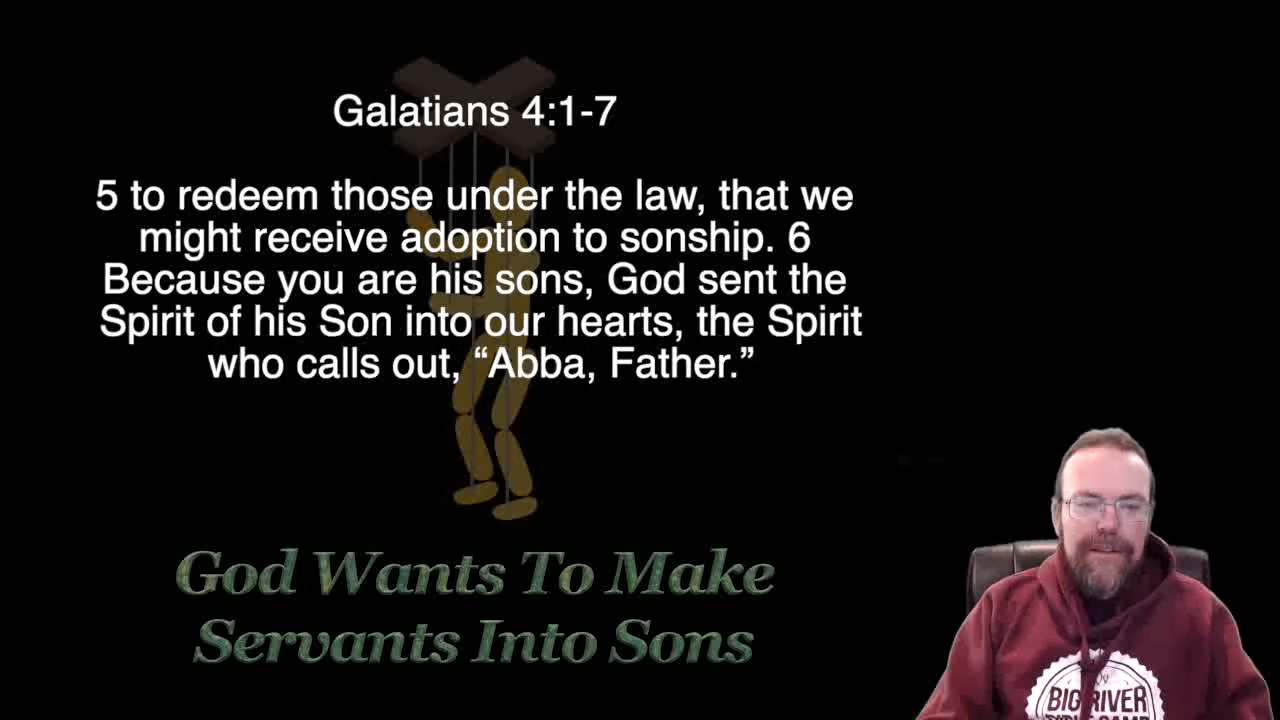 Galatians 4:1-7
5 to redeem those under the law, that we
might receive adoption to sonship. 6
Because you are his sons, God sent the
Spirit of his Son into our hearts, the Spirit
who calls out, “Abba, Father.”
God Wants To Make
Servants Into Sons
BIG RIVER